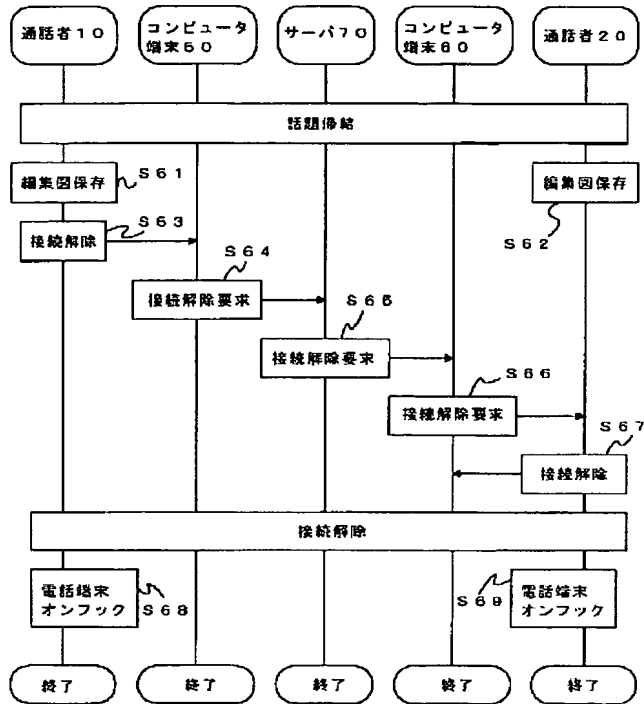 通話者１０
コンピュータ
端末５０
サーバ７０
コンピュータ
端末６０
通話者２０
話題帰結
編集図保存
Ｓ６１
編集図保存
Ｓ６２
接続解除
Ｓ６３
接続解除要求
Ｓ６４
接続解除要求
Ｓ６５
接続解除要求
Ｓ６６
接続解除
Ｓ６７
接続解除
電話端末
オンフック
Ｓ６８
電話端末
オンフック
Ｓ６９
終了
終了
終了
終了
終了